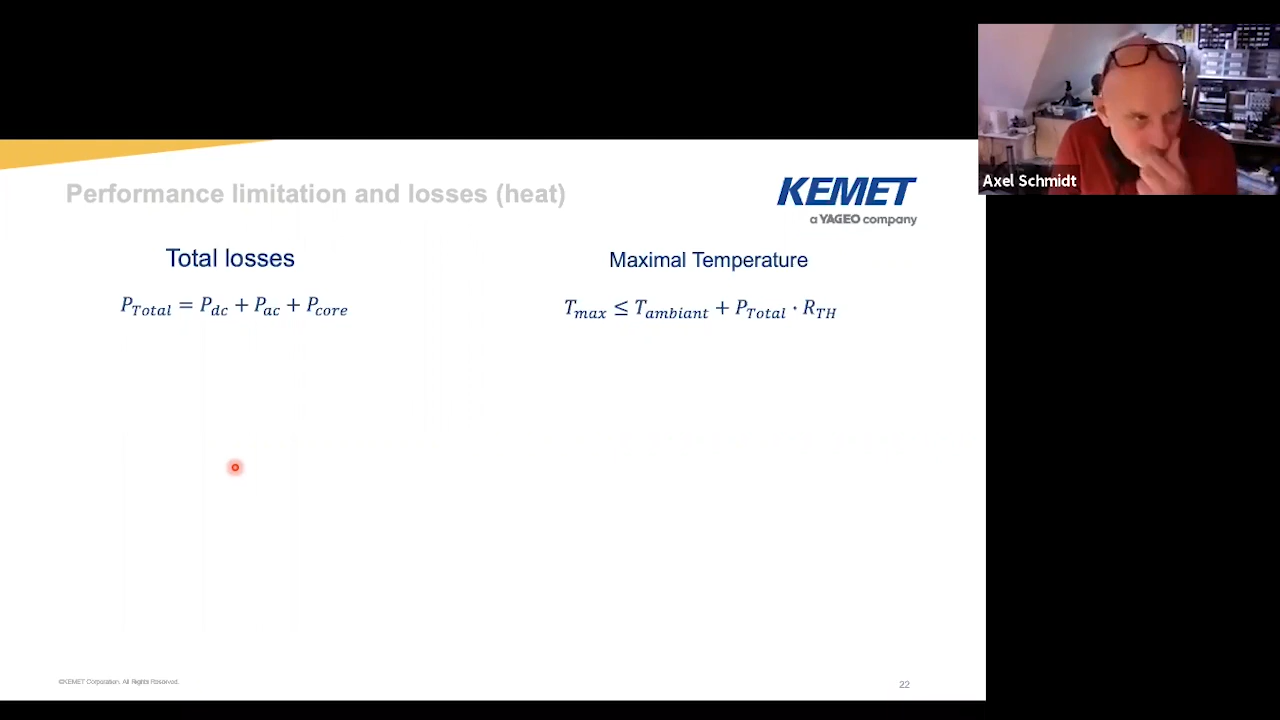 Performance limitation and losses (heat)
KEMET
a YAGEO company
Axel Schmidt
Total losses
Maximal Temperature
P_Total = P_dc + P_ac + P_core
T_max ≤ T_ambiant + P_Total · R_TH
©KEMET Corporation. All Rights Reserved.
22